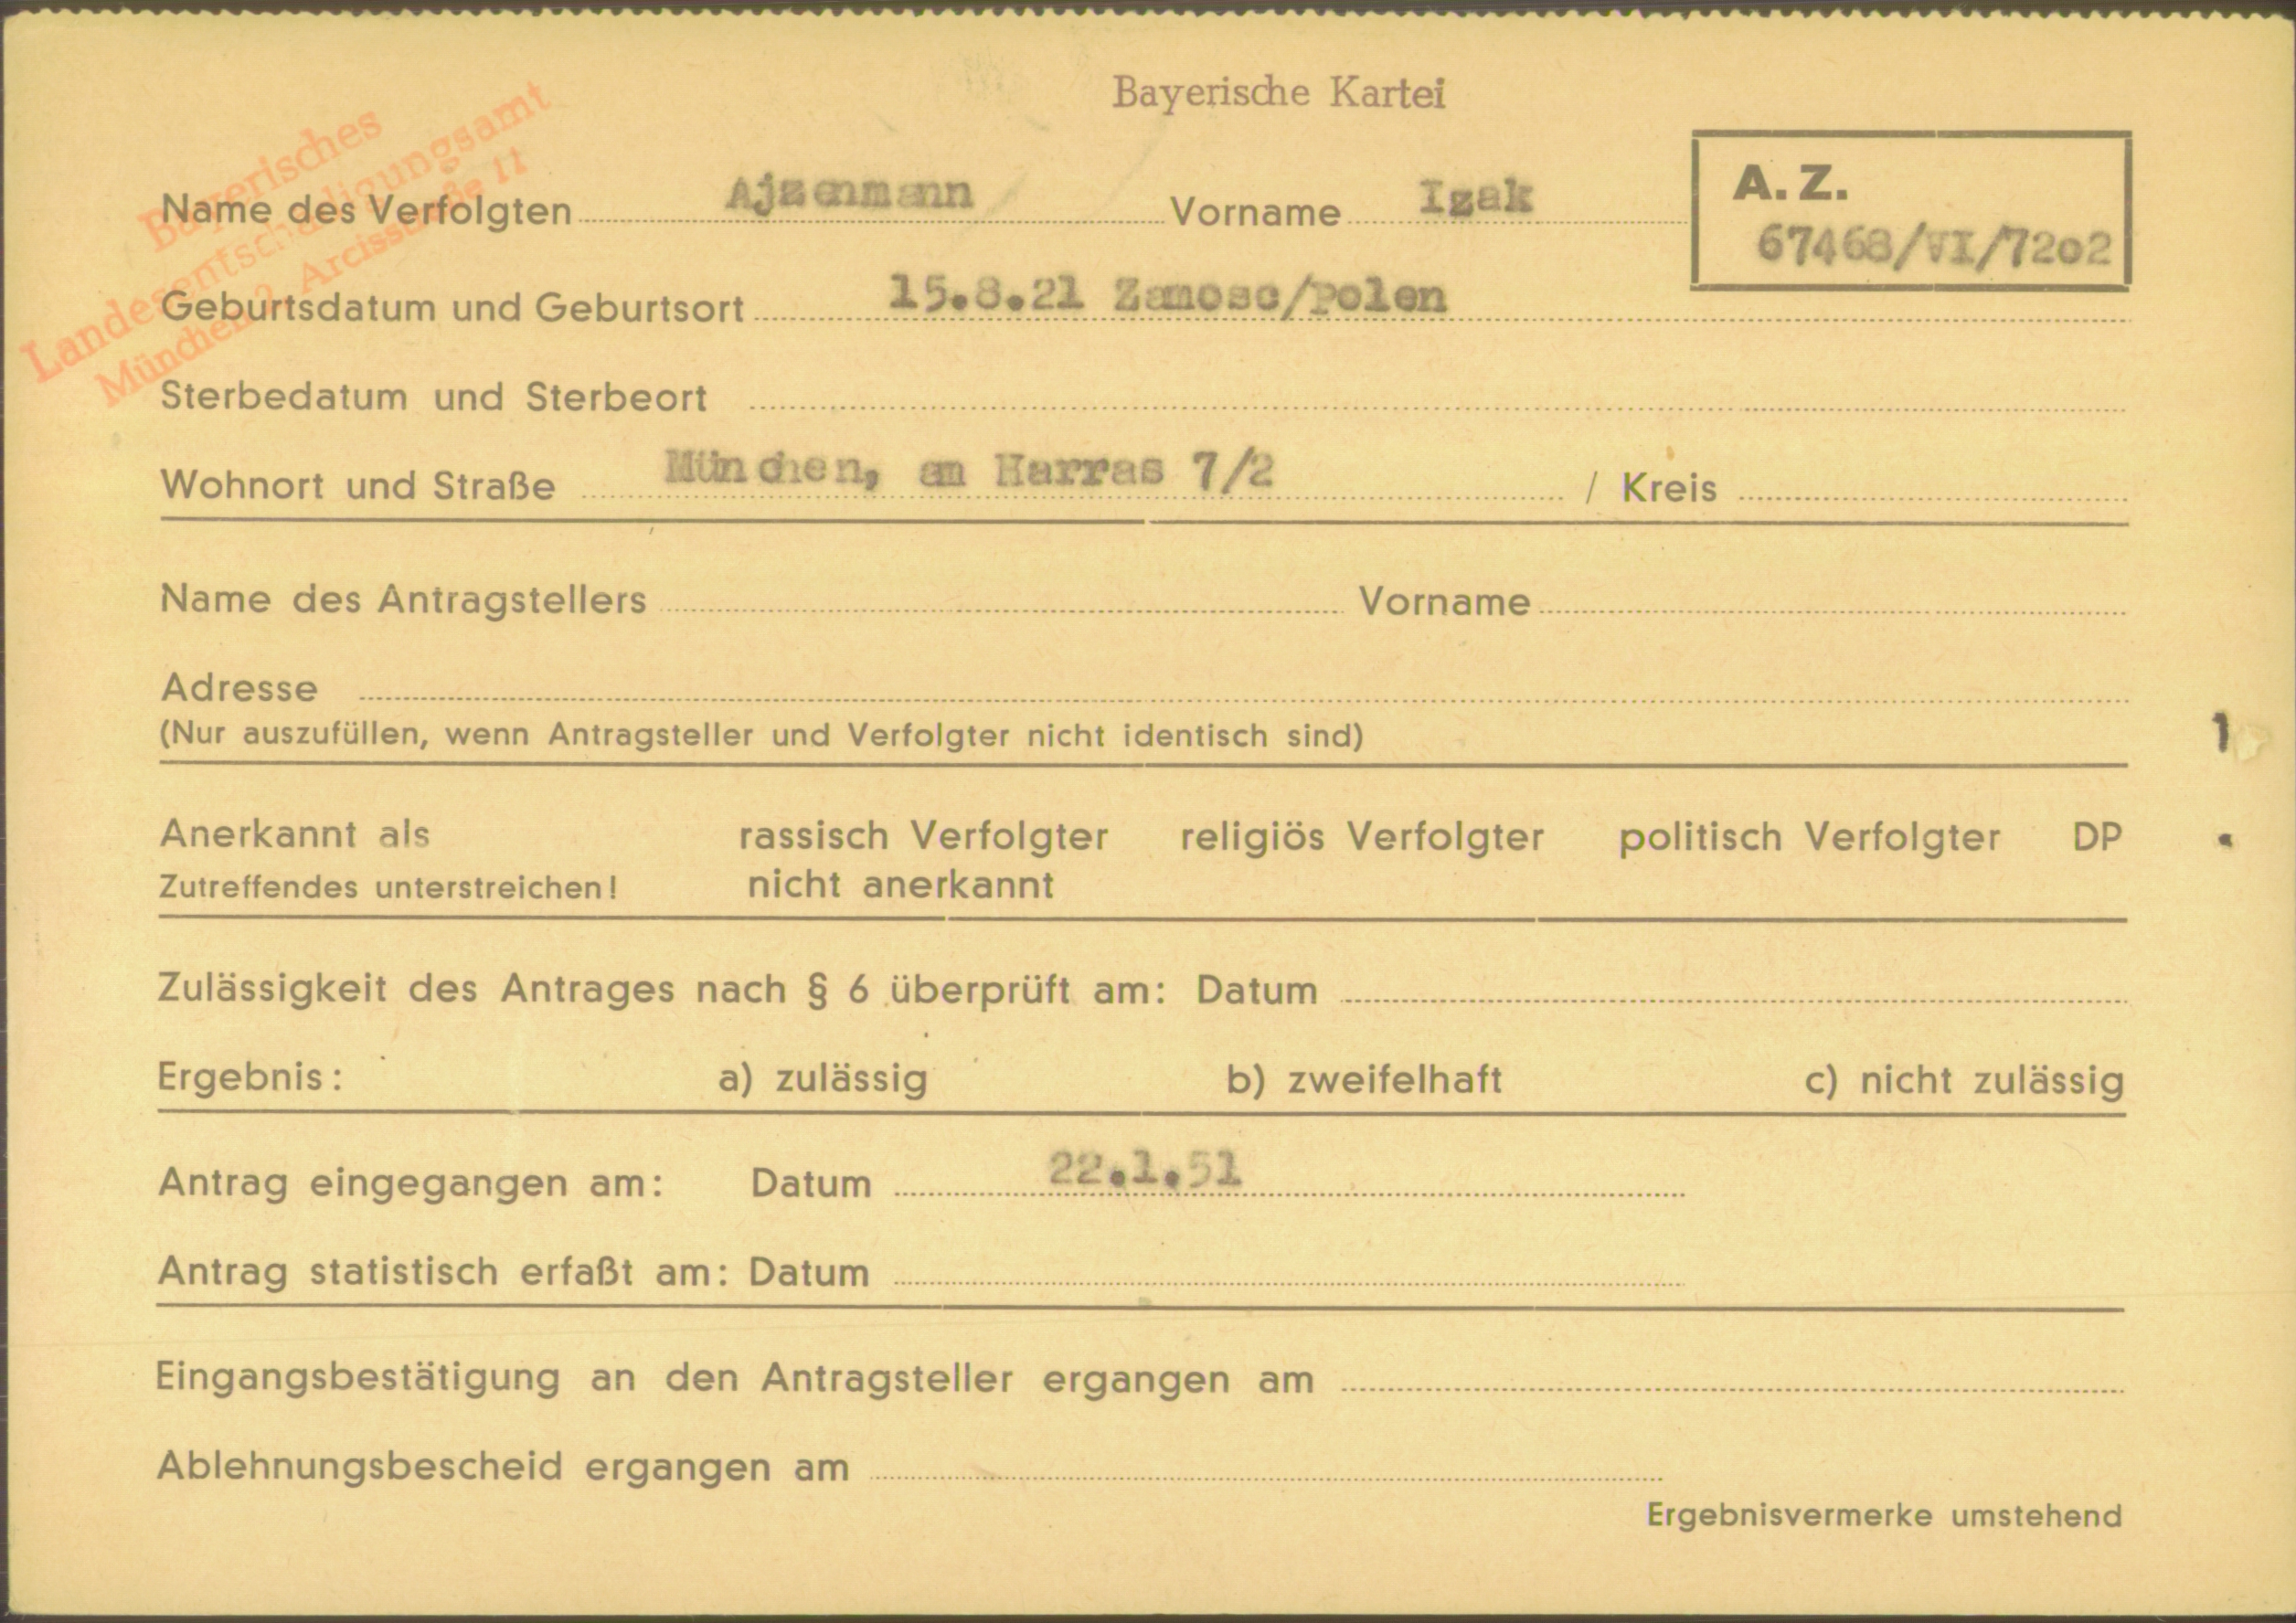 Bayerische Kartei
Bayerisches
Landesentschädigungsamt
München 2, Arcisstraße 11
A. Z.
67468/VI/72o2
Name des Verfolgten Ajzenmann Vorname Izak
Geburtsdatum und Geburtsort 15.8.21 Zamosc/Polen
Sterbedatum und Sterbeort
Wohnort und Straße München, am Harras 7/2 / Kreis
Name des Antragstellers Vorname
Adresse
(Nur auszufüllen, wenn Antragsteller und Verfolgter nicht identisch sind)
1
Anerkannt als rassisch Verfolgter religiös Verfolgter politisch Verfolgter DP
Zutreffendes unterstreichen! nicht anerkannt
Zulässigkeit des Antrages nach § 6 überprüft am: Datum
Ergebnis: a) zulässig b) zweifelhaft c) nicht zulässig
Antrag eingegangen am: Datum 22.1.51
Antrag statistisch erfaßt am: Datum
Eingangsbestätigung an den Antragsteller ergangen am
Ablehnungsbescheid ergangen am
Ergebnisvermerke umstehend